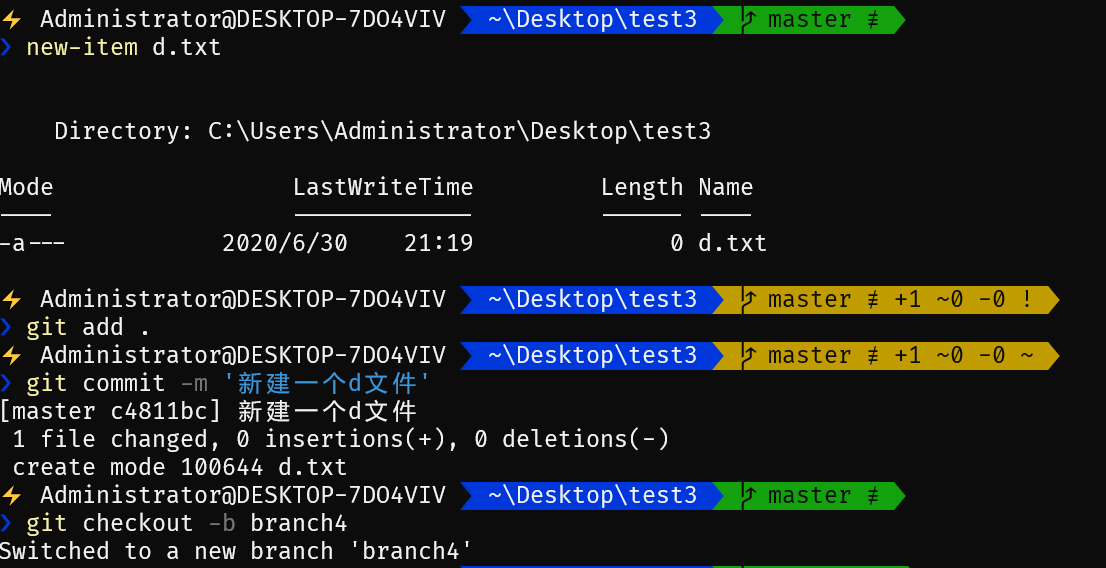 ⚡ Administrator@DESKTOP-7DO4VIV ~\Desktop\test3 master ≢
❯ new-item d.txt
Directory: C:\Users\Administrator\Desktop\test3
Mode LastWriteTime Length Name
---- ------------- ------ ----
-a--- 2020/6/30 21:19 0 d.txt
⚡ Administrator@DESKTOP-7DO4VIV ~\Desktop\test3 master ≢ +1 ~0 -0 !
❯ git add .
⚡ Administrator@DESKTOP-7DO4VIV ~\Desktop\test3 master ≢ +1 ~0 -0 ~
❯ git commit -m '新建一个d文件'
[master c4811bc] 新建一个d文件
1 file changed, 0 insertions(+), 0 deletions(-)
create mode 100644 d.txt
⚡ Administrator@DESKTOP-7DO4VIV ~\Desktop\test3 master ≢
❯ git checkout -b branch4
Switched to a new branch 'branch4'